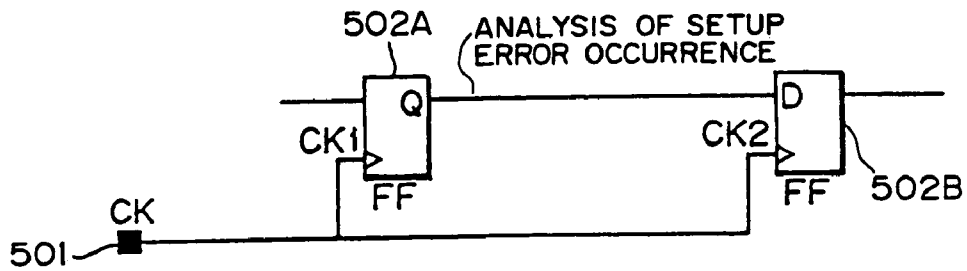 502A
ANALYSIS OF SETUP
ERROR OCCURRENCE
Q
D
CK1
CK2
FF
FF
502B
CK
501